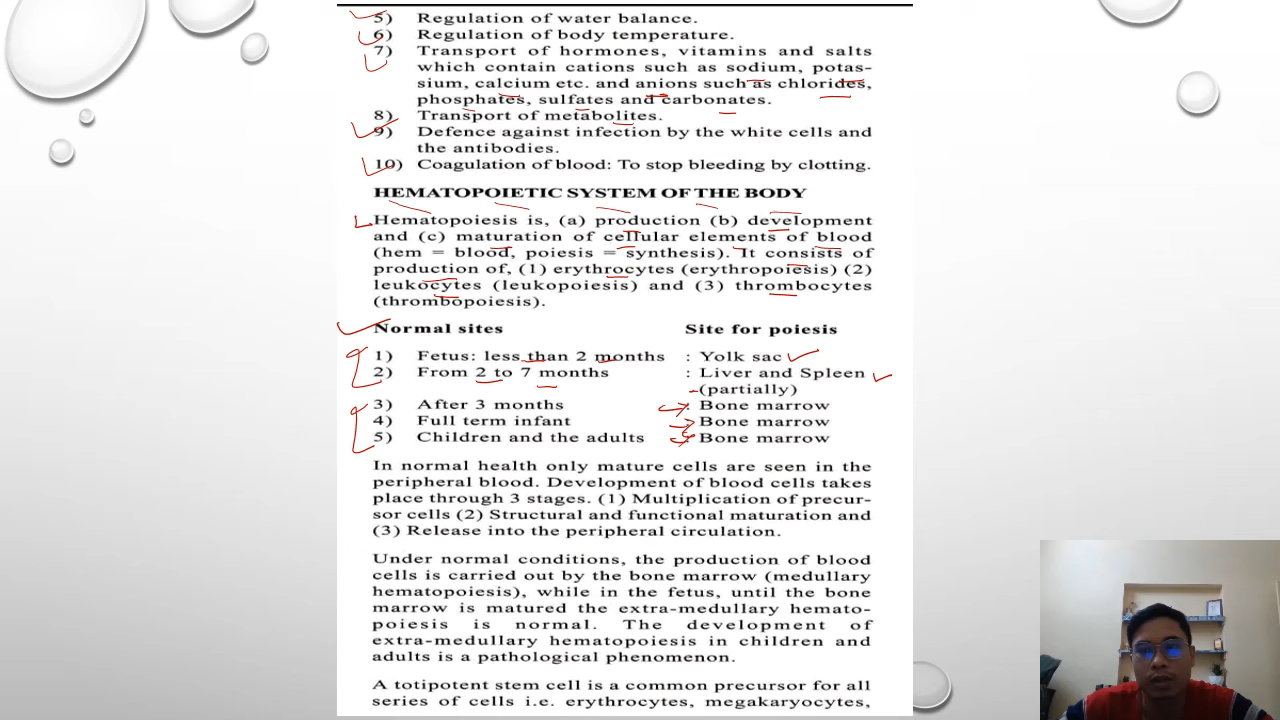 5) Regulation of water balance.
6) Regulation of body temperature.
7) Transport of hormones, vitamins and salts
which contain cations such as sodium, potas-
sium, calcium etc. and anions such as chlorides,
phosphates, sulfates and carbonates.
8) Transport of metabolites.
9) Defence against infection by the white cells and
the antibodies.
10) Coagulation of blood: To stop bleeding by clotting.
HEMATOPOIETIC SYSTEM OF THE BODY
Hematopoiesis is, (a) production (b) development
and (c) maturation of cellular elements of blood
(hem = blood, poiesis = synthesis). It consists of
production of, (1) erythrocytes (erythropoiesis) (2)
leukocytes (leukopoiesis) and (3) thrombocytes
(thrombopoiesis).
Normal sites Site for poiesis
1) Fetus: less than 2 months : Yolk sac
2) From 2 to 7 months : Liver and Spleen
(partially)
3) After 3 months : Bone marrow
4) Full term infant : Bone marrow
5) Children and the adults : Bone marrow
In normal health only mature cells are seen in the
peripheral blood. Development of blood cells takes
place through 3 stages. (1) Multiplication of precur-
sor cells (2) Structural and functional maturation and
(3) Release into the peripheral circulation.
Under normal conditions, the production of blood
cells is carried out by the bone marrow (medullary
hematopoiesis), while in the fetus, until the bone
marrow is matured the extra-medullary hemato-
poiesis is normal. The development of
extra-medullary hematopoiesis in children and
adults is a pathological phenomenon.
A totipotent stem cell is a common precursor for all
series of cells i.e. erythrocytes, megakaryocytes,